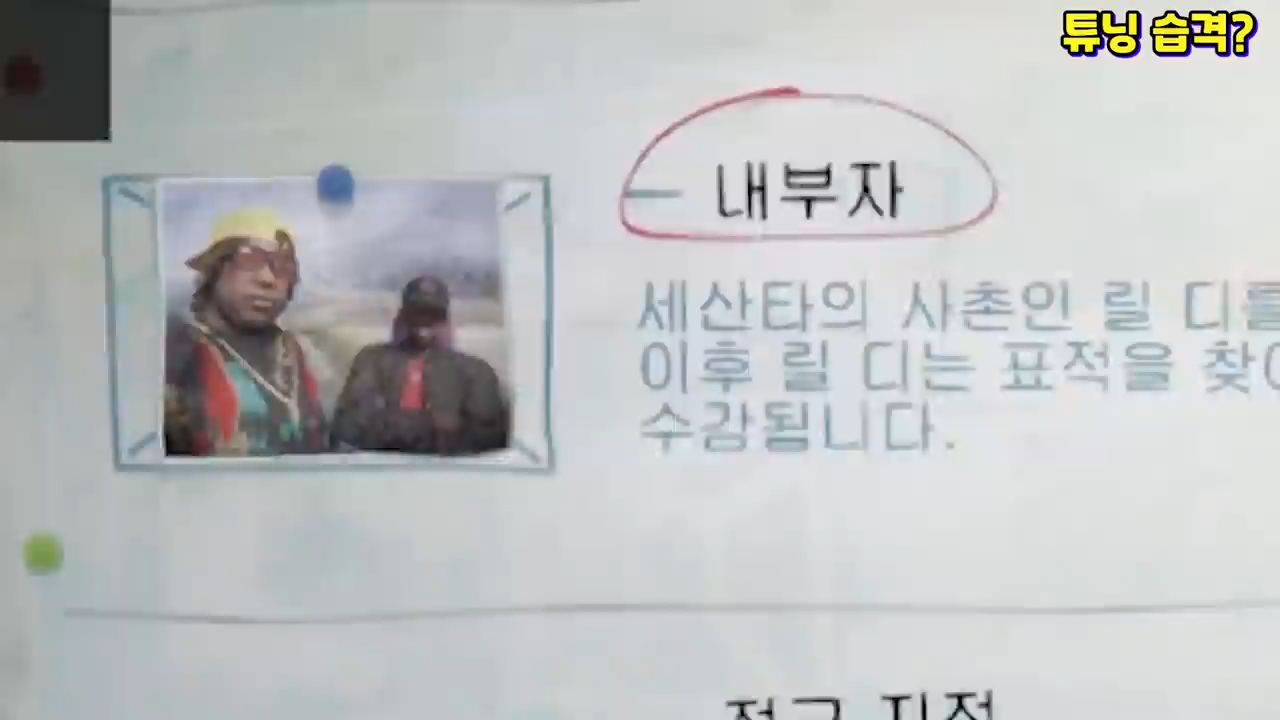 튜닝 습격?
내부자
세산타의 사촌인 릴 디를
이후 릴 디는 표적을
수감됩니다.